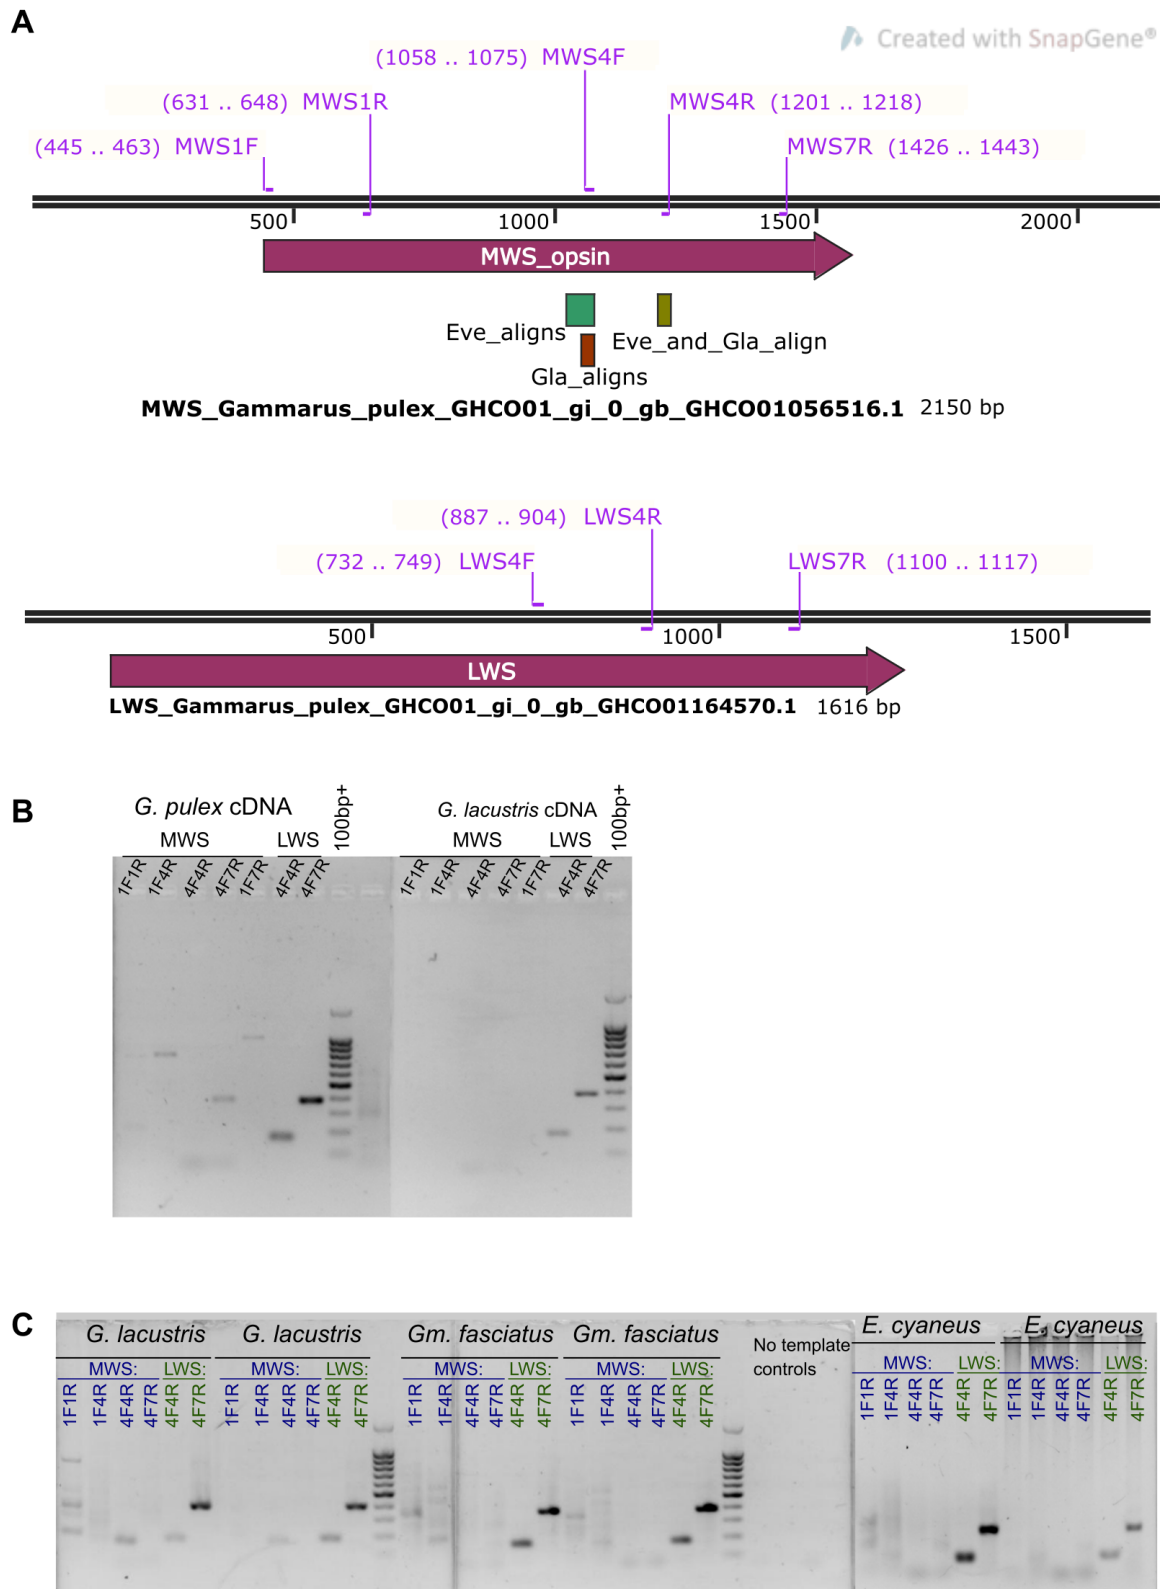 A
Created with SnapGene®
(1058 .. 1075) MWS4F
(631 .. 648) MWS1R
MWS4R (1201 .. 1218)
(445 .. 463) MWS1F
MWS7R (1426 .. 1443)
500 1000 1500 2000
MWS_opsin
Eve_aligns
Eve_and_Gla_align
Gla_aligns
MWS_Gammarus_pulex_GHCO01_gi_0_gb_GHCO01056516.1 2150 bp
(887 .. 904) LWS4R
(732 .. 749) LWS4F
LWS7R (1100 .. 1117)
500 1000 1500
LWS
LWS_Gammarus_pulex_GHCO01_gi_0_gb_GHCO01164570.1 1616 bp
B
G. pulex cDNA 100bp+ G. lacustris cDNA 100bp+
MWS LWS MWS LWS
1F1R 1F4R 4F4R 4F7R 1F7R 4F4R 4F7R 1F1R 1F4R 4F4R 4F7R 1F7R 4F4R 4F7R
C
G. lacustris G. lacustris Gm. fasciatus Gm. fasciatus No template controls E. cyaneus E. cyaneus
MWS: LWS: MWS: LWS: MWS: LWS: MWS: LWS: MWS: LWS: MWS: LWS:
1F1R 1F4R 4F4R 4F7R 4F4R 4F7R 1F1R 1F4R 4F4R 4F7R 4F4R 4F7R 1F1R 1F4R 4F4R 4F7R 4F4R 4F7R 1F1R 1F4R 4F4R 4F7R 4F4R 4F7R 1F1R 1F4R 4F4R 4F7R 4F4R 4F7R 1F1R 1F4R 4F4R 4F7R 4F4R 4F7R